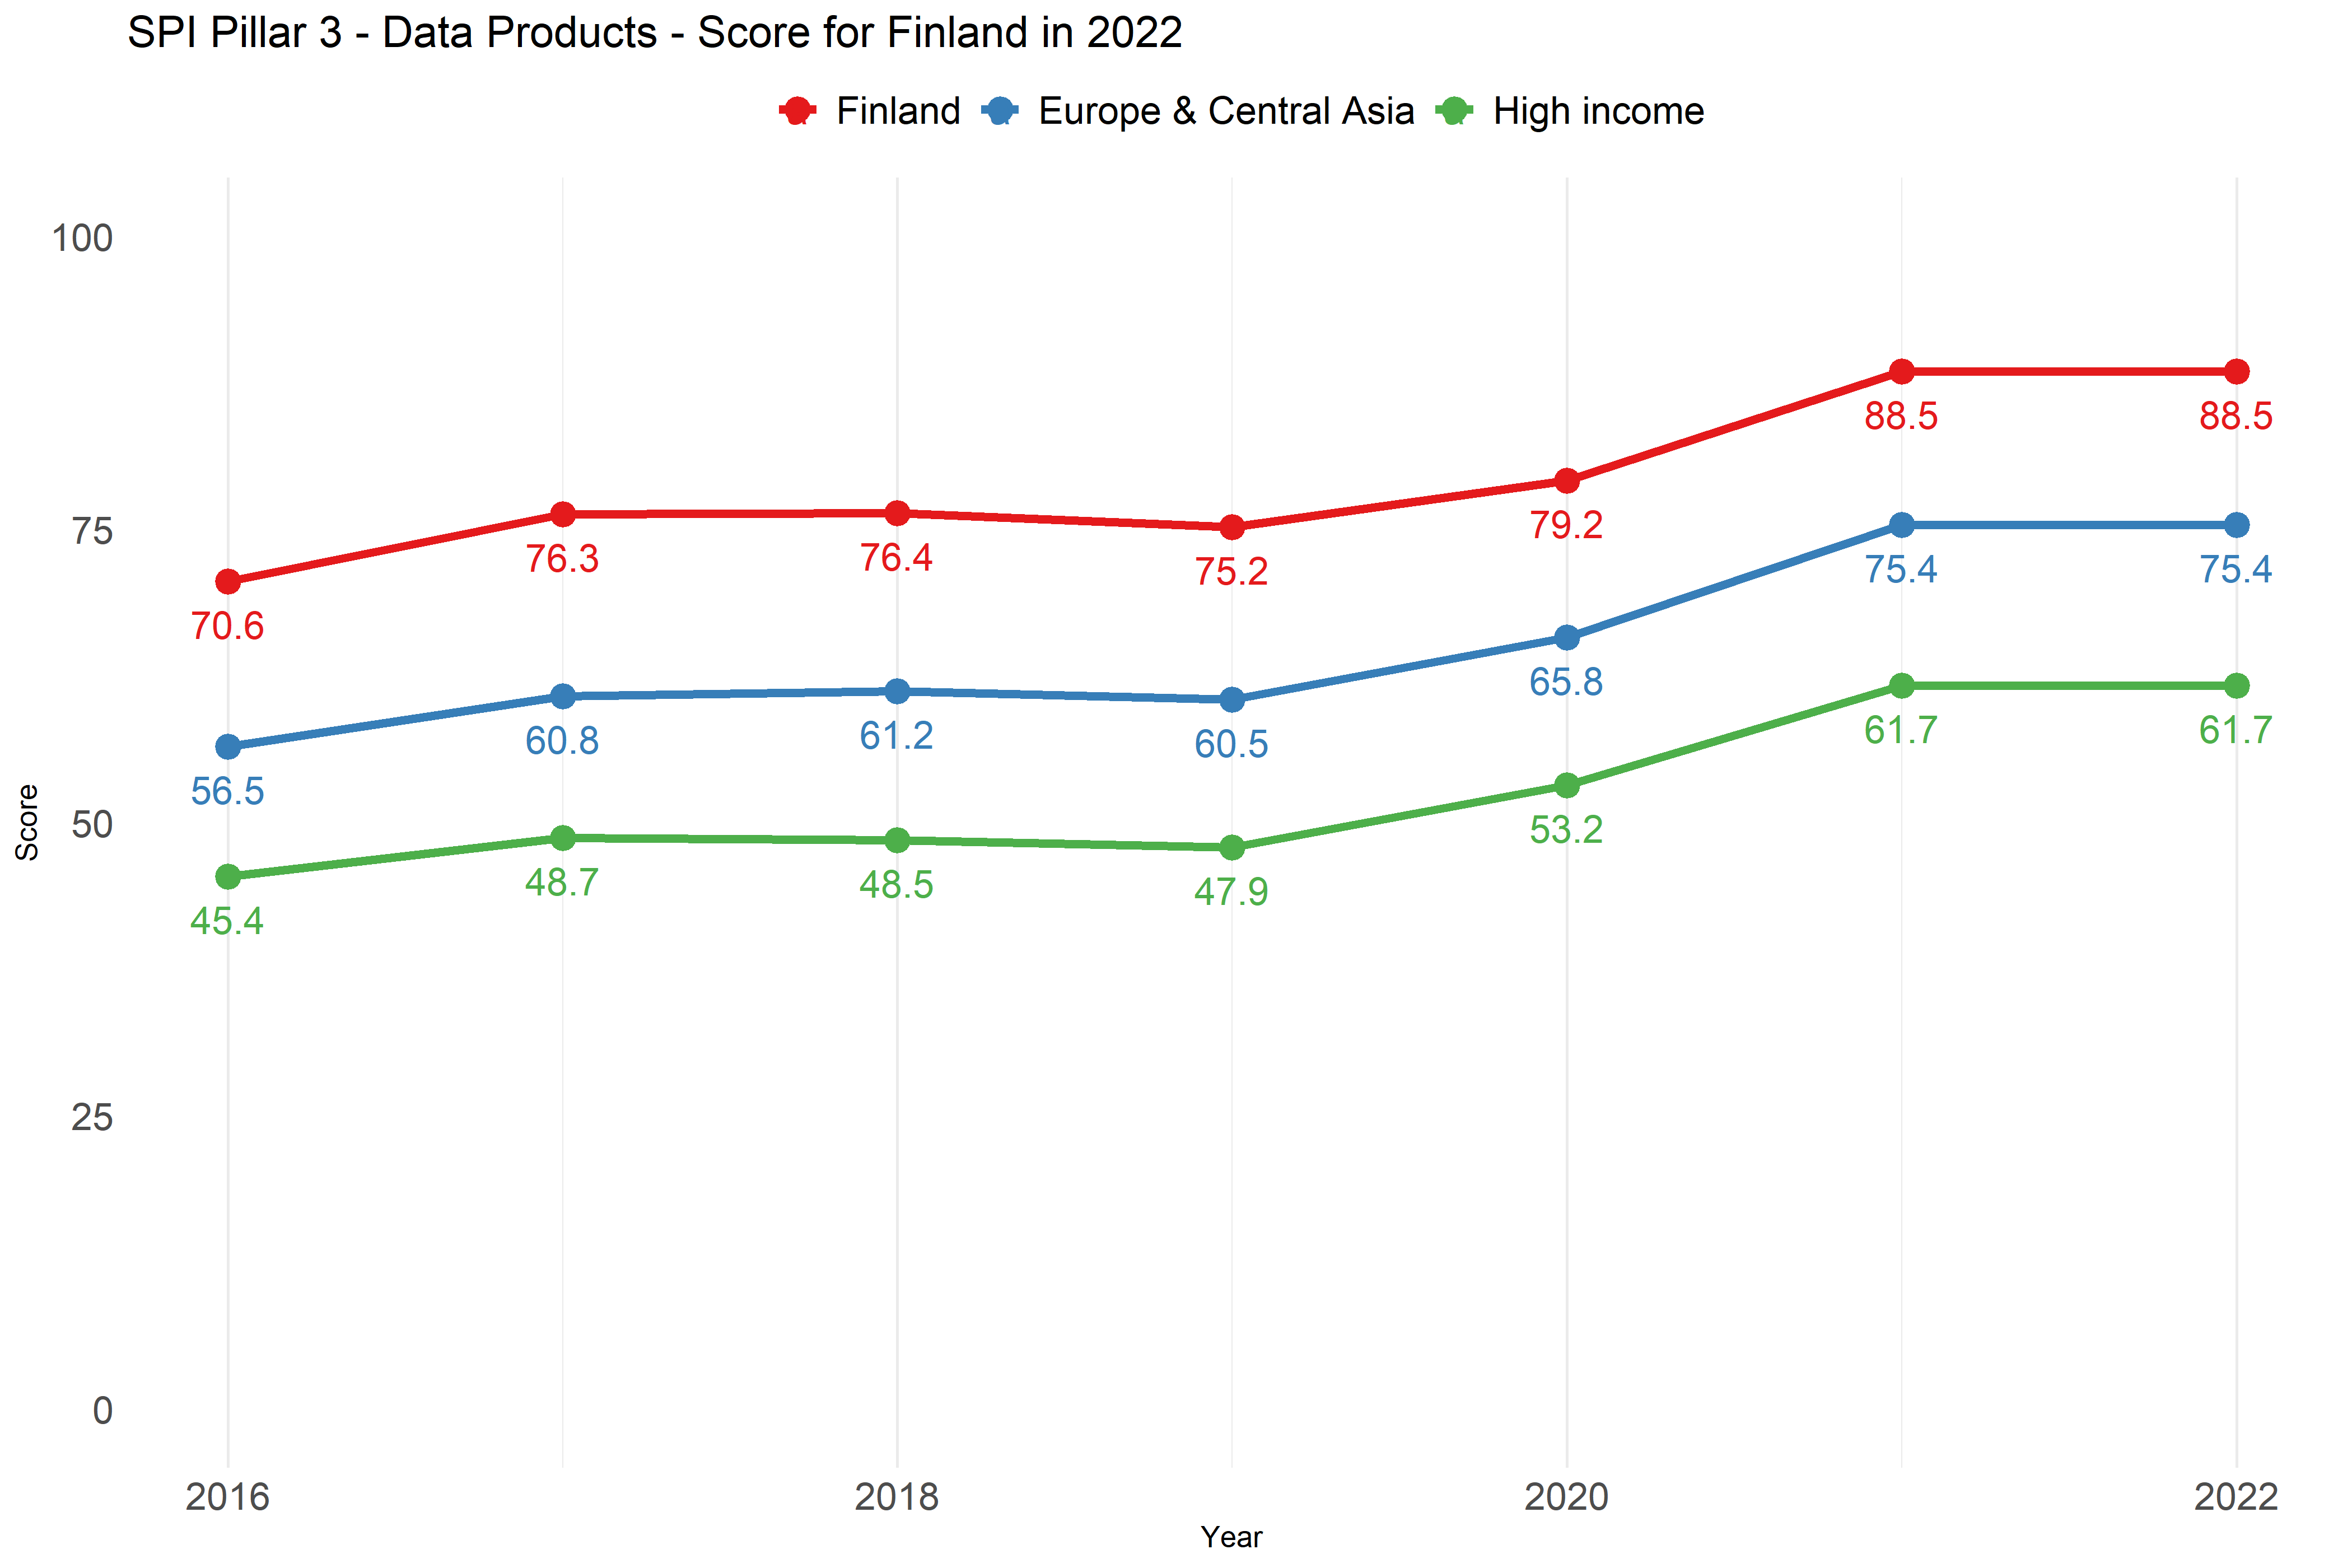 SPI Pillar 3 - Data Products - Score for Finland in 2022
Finland Europe & Central Asia High income
100
75
50
25
0
Score
88.5 88.5
79.2
76.3 76.4 75.2
70.6
75.4 75.4
65.8
60.8 61.2 60.5
56.5
61.7 61.7
53.2
48.7 48.5 47.9
45.4
2016 2018 2020 2022
Year